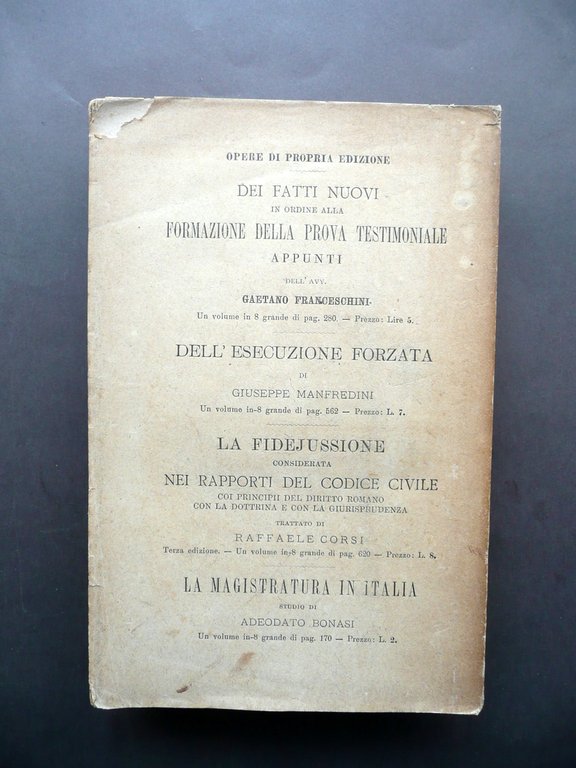 OPERE DI PROPRIA EDIZIONE
DEI FATTI NUOVI
IN ORDINE ALLA
FORMAZIONE DELLA PROVA TESTIMONIALE
APPUNTI
DELL' AVV.
GAETANO FRANCESCHINI
Un volume in 8 grande di pag. 280. — Prezzo: Lire 5.
DELL' ESECUZIONE FORZATA
DI
GIUSEPPE MANFREDINI
Un volume in-8 grande di pag. 562 — Prezzo: L. 7.
LA FIDEJUSSIONE
CONSIDERATA
NEI RAPPORTI DEL CODICE CIVILE
COI PRINCIPII DEL DIRITTO ROMANO
CON LA DOTTRINA E CON LA GIURISPRUDENZA
TRATTATO DI
RAFFAELE CORSI
Terza edizione. — Un volume in-8 grande di pag. 620 — Prezzo: L. 8.
LA MAGISTRATURA IN ITALIA
STUDIO DI
ADEODATO BONASI
Un volume in-8 grande di pag. 170 — Prezzo: L. 2.